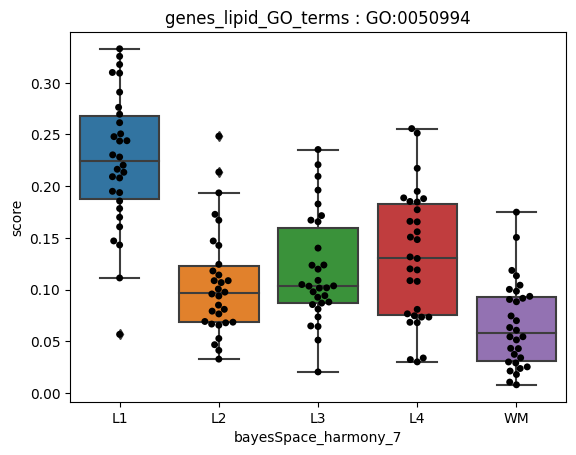 genes_lipid_GO_terms : GO:0050994
score
0.30
0.25
0.20
0.15
0.10
0.05
0.00
L1 L2 L3 L4 WM
bayesSpace_harmony_7